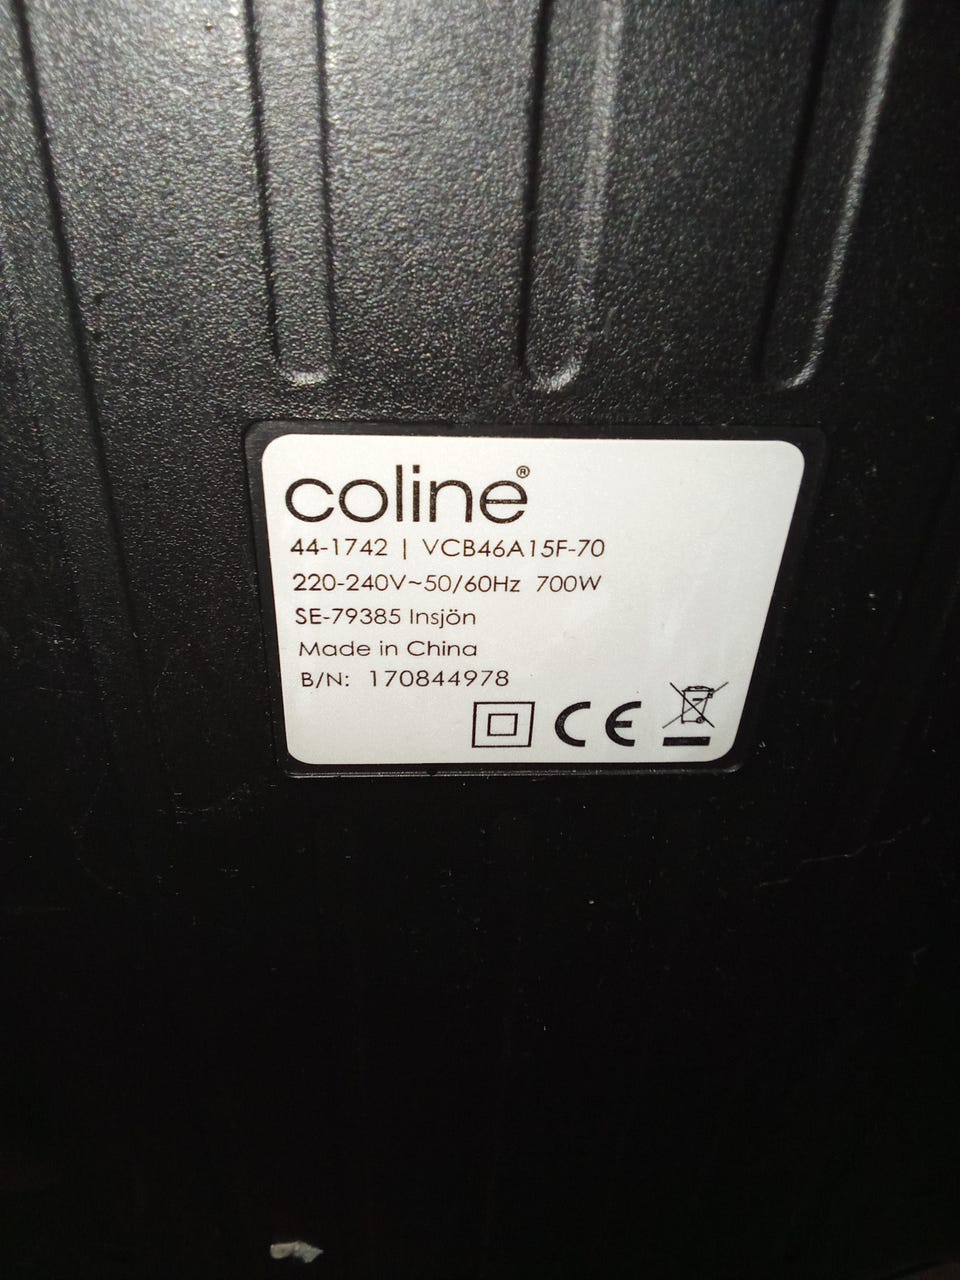 coline®
44-1742 | VCB46A15F-70
220-240V~50/60Hz 700W
SE-79385 Insjön
Made in China
B/N: 170844978
CE